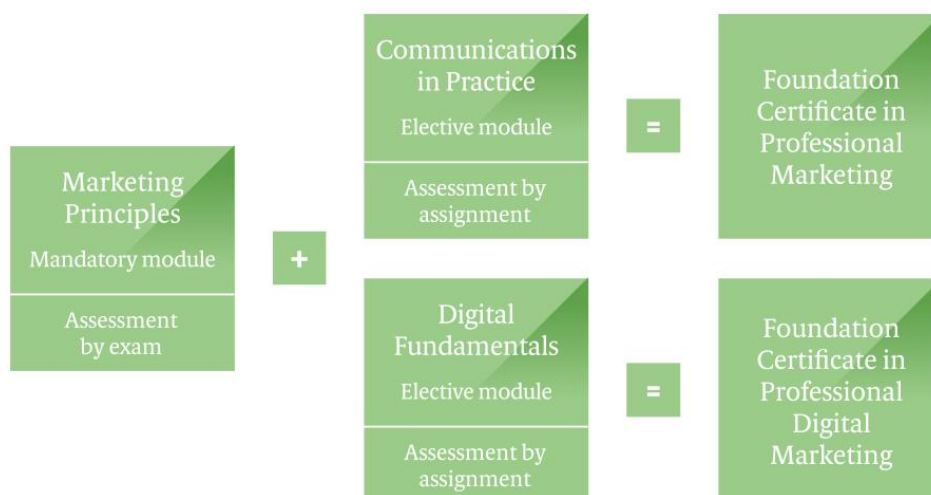 Marketing
Principles
Mandatory module
Assessment
by exam
+
Communications
in Practice
Elective module
Assessment by
assignment
=
Foundation
Certificate in
Professional
Marketing
Digital
Fundamentals
Elective module
Assessment by
assignment
=
Foundation
Certificate in
Professional
Digital
Marketing